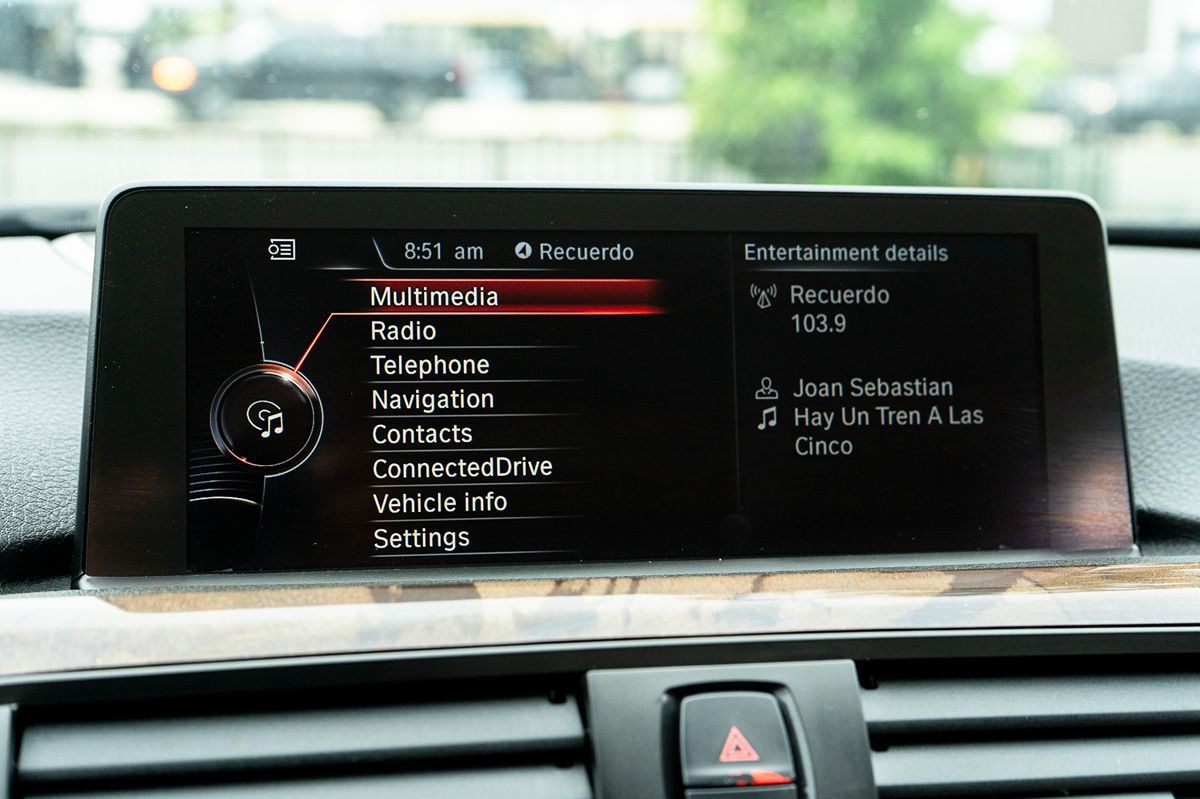 8:51 am Recuerdo
Multimedia
Radio
Telephone
Navigation
Contacts
ConnectedDrive
Vehicle info
Settings
Entertainment details
Recuerdo
103.9
Joan Sebastian
Hay Un Tren A Las
Cinco